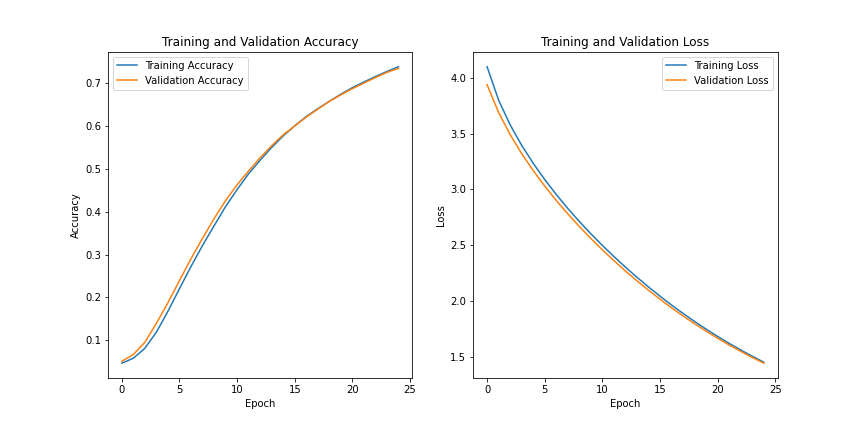 Training and Validation Accuracy
Training Accuracy
Validation Accuracy
0.7
0.6
0.5
0.4
0.3
0.2
0.1
Accuracy
0 5 10 15 20 25
Epoch
Training and Validation Loss
Training Loss
Validation Loss
4.0
3.5
3.0
2.5
2.0
1.5
Loss
0 5 10 15 20 25
Epoch